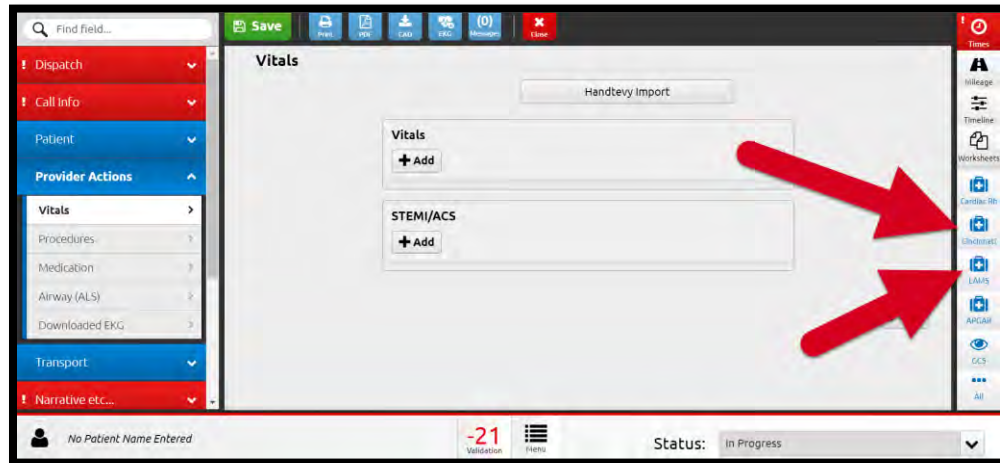 Find field...
Save
Print
PDF
CAD
EKG
(0)
Messages
Close
Times
! Dispatch
! Call Info
Patient
Provider Actions
Vitals
Procedures
Medication
Airway (ALS)
Downloaded EKG
Transport
! Narrative etc...
Vitals
Handtevy Import
Vitals
+ Add
STEMI/ACS
+ Add
Mileage
Timeline
Worksheets
Cardiac Rh
Cincinnati
LAMS
APGAR
GCS
All
No Patient Name Entered
-21
Validation
Menu
Status:
In Progress